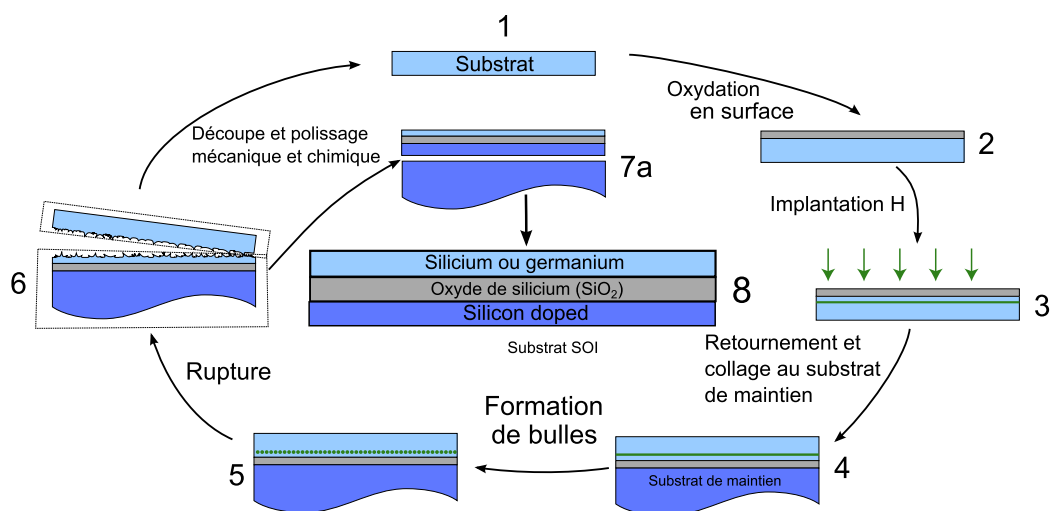 1
Substrat
Oxydation
en surface
2
Découpe et polissage
mécanique et chimique
7a
Implantation H
6
Silicium ou germanium
Oxyde de silicium (SiO₂)
Silicon doped
8
3
Substrat SOI
Retournement et
collage au substrat
de maintien
Rupture
Formation
de bulles
5
4
Substrat de maintien